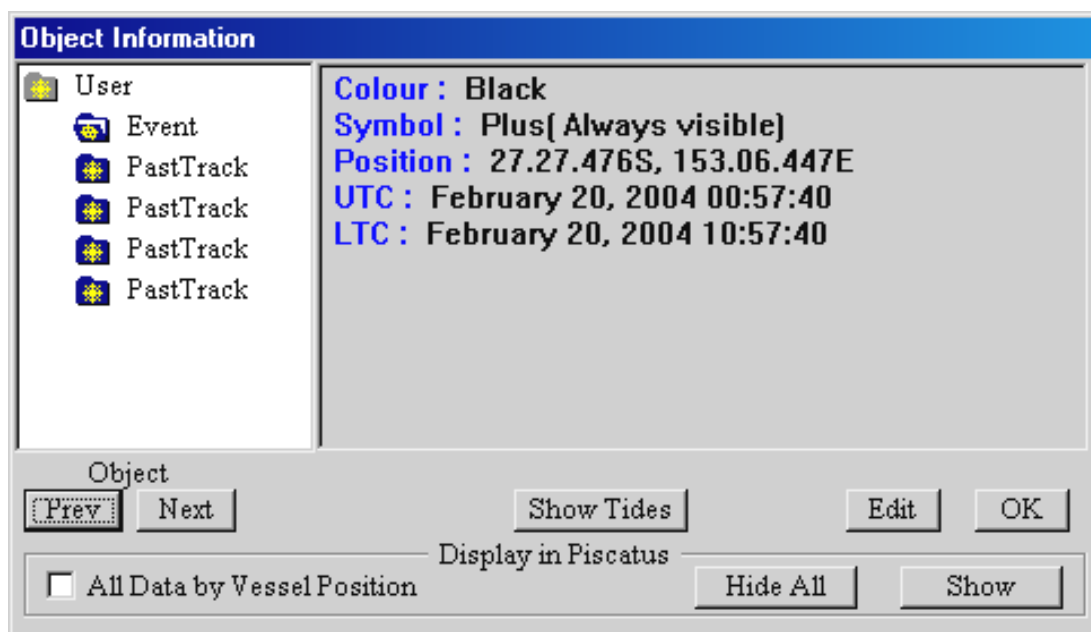 Object Information
User
Event
PastTrack
PastTrack
PastTrack
PastTrack
Colour : Black
Symbol : Plus( Always visible)
Position : 27.27.476S, 153.06.447E
UTC : February 20, 2004 00:57:40
LTC : February 20, 2004 10:57:40
Object
Prev Next Show Tides Edit OK
Display in Piscatus
All Data by Vessel Position Hide All Show